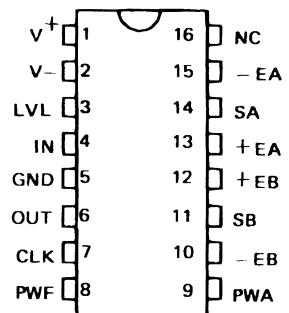 V+ 1 16 NC
V- 2 15 -EA
LVL 3 14 SA
IN 4 13 +EA
GND 5 12 +EB
OUT 6 11 SB
CLK 7 10 -EB
PWF 8 9 PWA